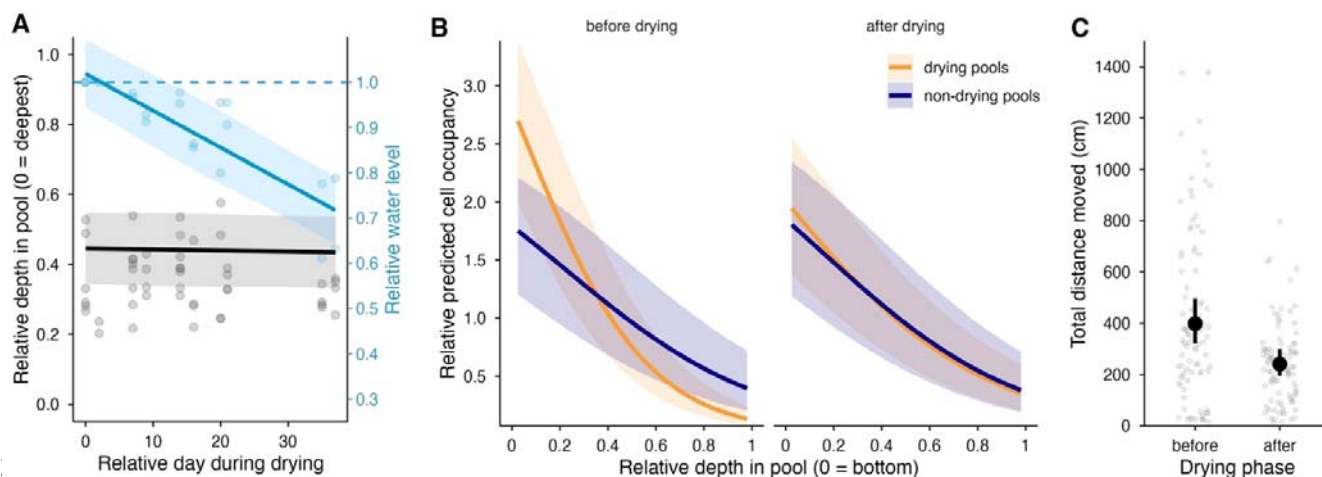 A
Relative depth in pool (0 = deepest)
1.0
0.8
0.6
0.4
0.2
0.0
0
10
20
30
Relative day during drying
1.0
0.9
0.8
0.7
0.6
0.5
0.4
0.3
Relative water level
B
before drying
after drying
drying pools
non-drying pools
Relative predicted cell occupancy
3.0
2.5
2.0
1.5
1.0
0.5
0 0.2 0.4 0.6 0.8 1
0 0.2 0.4 0.6 0.8 1
Relative depth in pool (0 = bottom)
C
Total distance moved (cm)
1400
1200
1000
800
600
400
200
0
before after
Drying phase